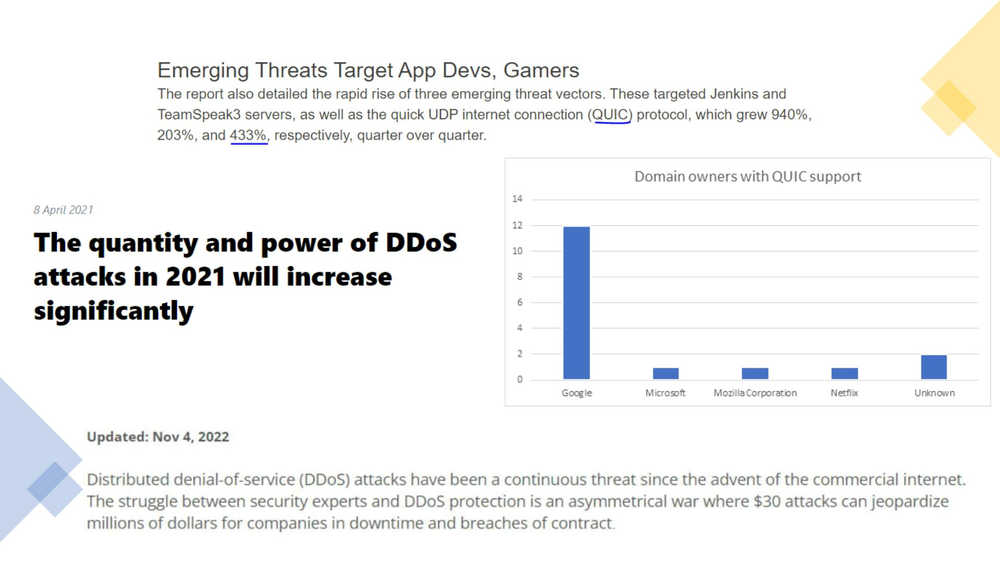 Emerging Threats Target App Devs, Gamers
The report also detailed the rapid rise of three emerging threat vectors. These targeted Jenkins and
TeamSpeak3 servers, as well as the quick UDP internet connection (QUIC) protocol, which grew 940%,
203%, and 433%, respectively, quarter over quarter.
8 April 2021
The quantity and power of DDoS
attacks in 2021 will increase
significantly
Domain owners with QUIC support
14
12
10
8
6
4
2
0
Google Microsoft Mozilla Corporation Netflix Unknown
Updated: Nov 4, 2022
Distributed denial-of-service (DDoS) attacks have been a continuous threat since the advent of the commercial internet.
The struggle between security experts and DDoS protection is an asymmetrical war where $30 attacks can jeopardize
millions of dollars for companies in downtime and breaches of contract.